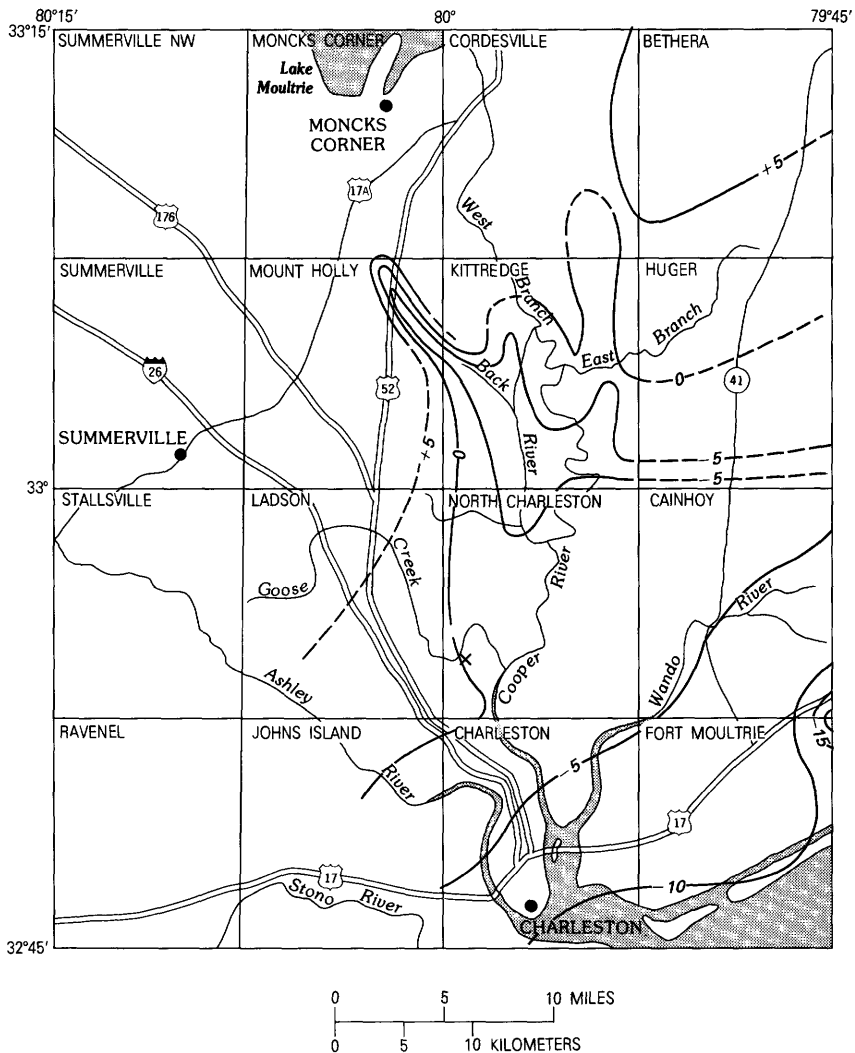 80°15'
80°
79°45'
33°15'
SUMMERVILLE NW
MONCKS CORNER
CORDESVILLE
BETHERA
Lake
Moultrie
MONCKS
CORNER
+5
17A
176
West
SUMMERVILLE
MOUNT HOLLY
KITTREDGE
HUGER
Branch
East
Branch
26
Back
0
41
52
SUMMERVILLE
+5
0
River
-5
-5
33°
STALLSVILLE
LADSON
NORTH CHARLESTON
CAINHOY
Creek
River
Goose
River
Ashley
Cooper
Wando
RAVENEL
JOHNS ISLAND
CHARLESTON
FORT MOULTRIE
-15
River
-5
17
17
Stono
River
-10
CHARLESTON
32°45'
0 5 10 MILES
0 5 10 KILOMETERS